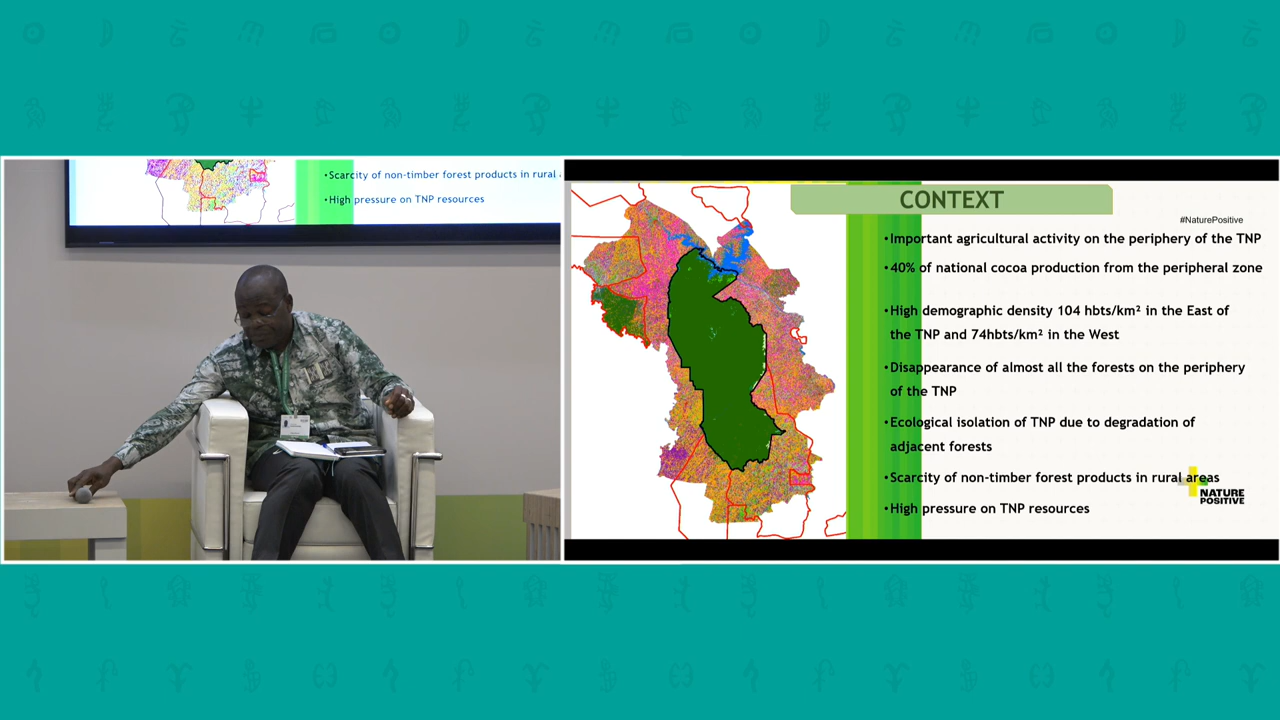 •Scarcity of non-timber forest products in rural
•High pressure on TNP resources
CONTEXT
#NaturePositive
•Important agricultural activity on the periphery of the TNP
•40% of national cocoa production from the peripheral zone
•High demographic density 104 hbts/km² in the East of
the TNP and 74hbts/km² in the West
•Disappearance of almost all the forests on the periphery
of the TNP
•Ecological isolation of TNP due to degradation of
adjacent forests
•Scarcity of non-timber forest products in rural areas
•High pressure on TNP resources
NATURE
POSITIVE